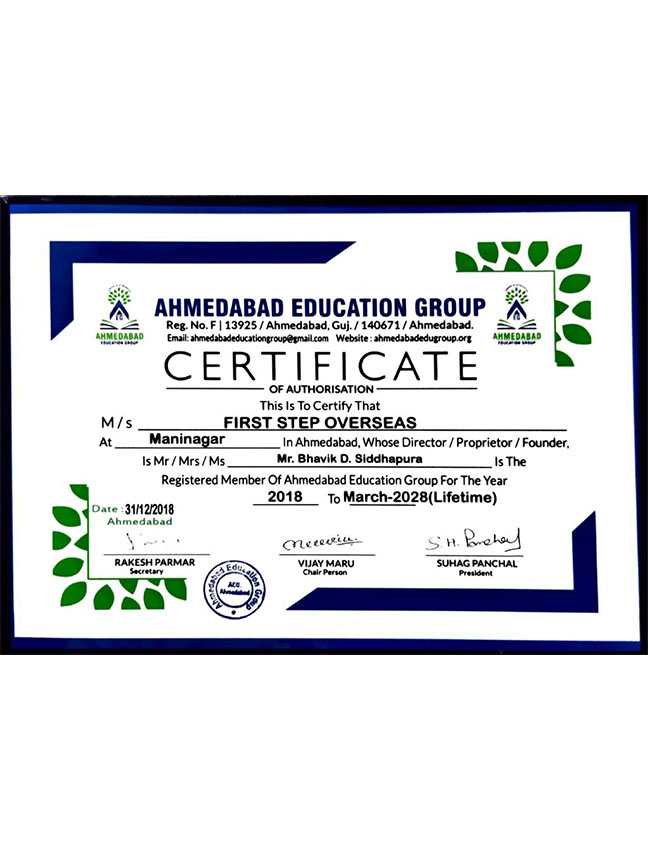 AHMEDABAD EDUCATION GROUP
Reg. No. F | 13925 / Ahmedabad, Guj. / 140671 / Ahmedabad.
Email: ahmedabadeducationgroup@gmail.com Website : ahmedabadedugroup.org
AHMEDABAD
EDUCATION GROUP
AHMEDABAD
EDUCATION GROUP
CERTIFICATE
OF AUTHORISATION
This Is To Certify That
M / s FIRST STEP OVERSEAS
At Maninagar In Ahmedabad, Whose Director / Proprietor / Founder,
Is Mr / Mrs / Ms Mr. Bhavik D. Siddhapura Is The
Registered Member Of Ahmedabad Education Group For The Year
2018 To March-2028(Lifetime)
Date : 31/12/2018
Ahmedabad
S. H. Panchal
RAKESH PARMAR
Secretary
VIJAY MARU
Chair Person
SUHAG PANCHAL
President
Ahmedabad Education Group
Ahmedabad